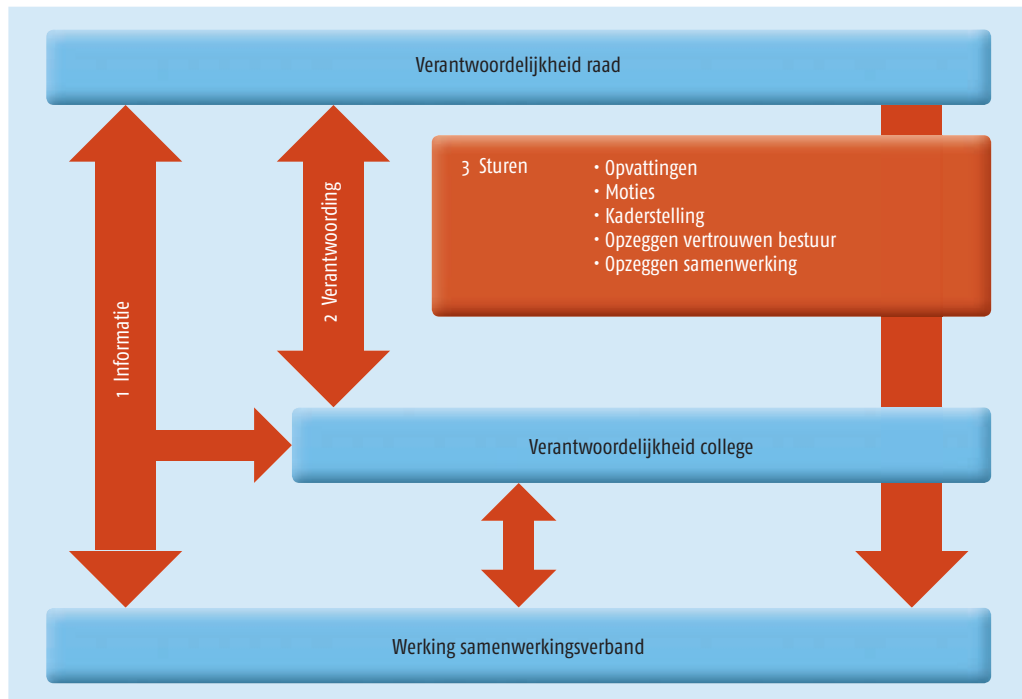 Verantwoordelijkheid raad
1 Informatie
2 Verantwoording
3 Sturen
• Opvattingen
• Moties
• Kaderstelling
• Opzeggen vertrouwen bestuur
• Opzeggen samenwerking
Verantwoordelijkheid college
Werking samenwerkingsverband